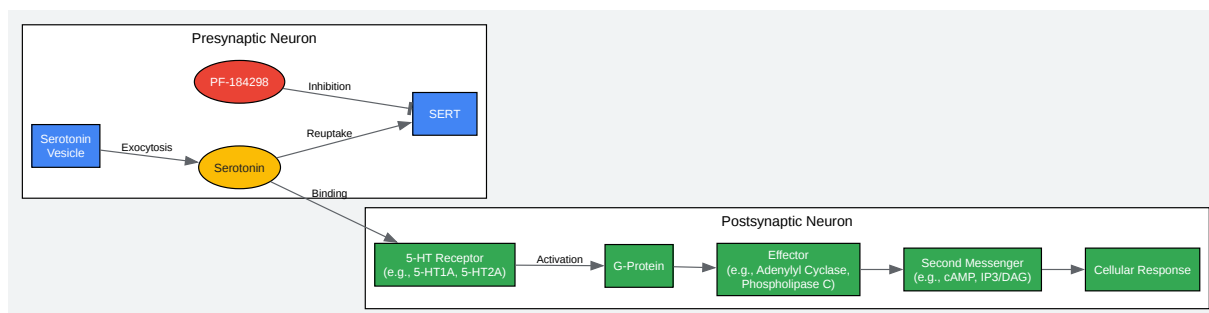 Presynaptic Neuron
PF-184298
Inhibition
SERT
Serotonin
Vesicle
Exocytosis
Reuptake
Serotonin
Binding
Postsynaptic Neuron
5-HT Receptor
(e.g., 5-HT1A, 5-HT2A)
Activation
G-Protein
Effector
(e.g., Adenylyl Cyclase,
Phospholipase C)
Second Messenger
(e.g., cAMP, IP3/DAG)
Cellular Response